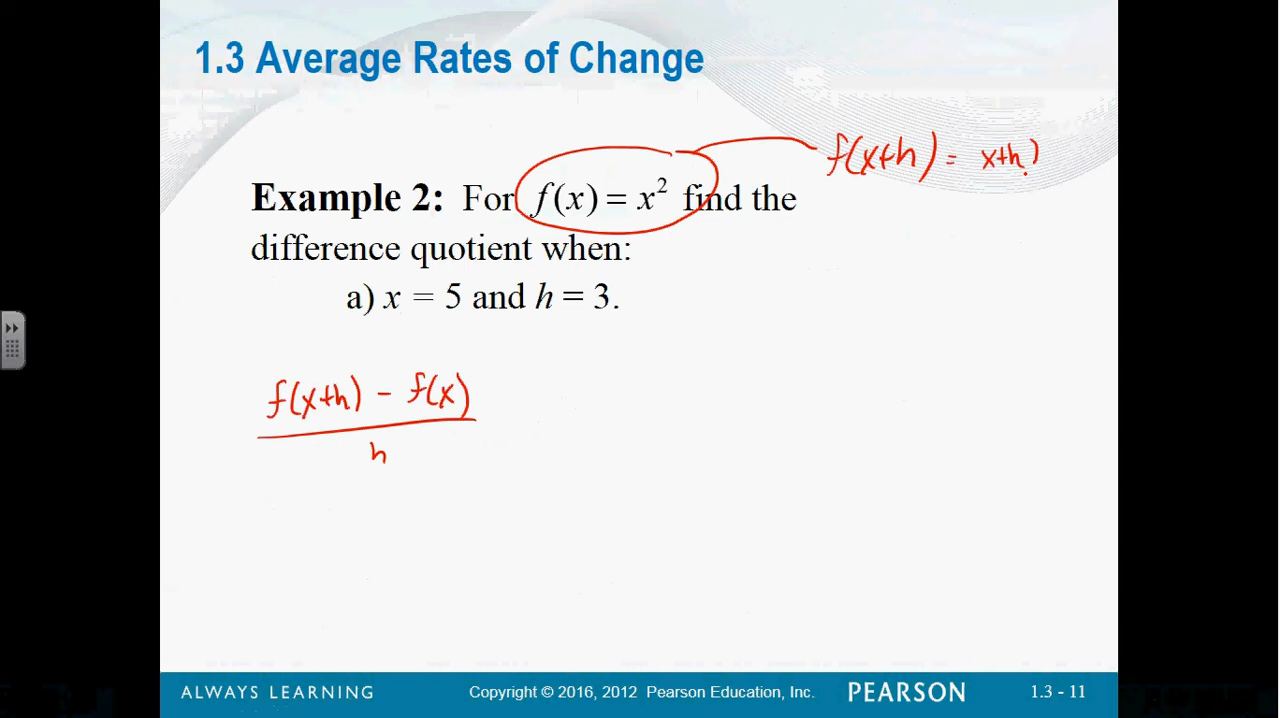 1.3 Average Rates of Change
f(x+h) = x+h)
Example 2: For f(x) = x² find the
difference quotient when:
a) x = 5 and h = 3.
f(x+h) - f(x)
h
ALWAYS LEARNING Copyright © 2016, 2012 Pearson Education, Inc. PEARSON 1.3 - 11